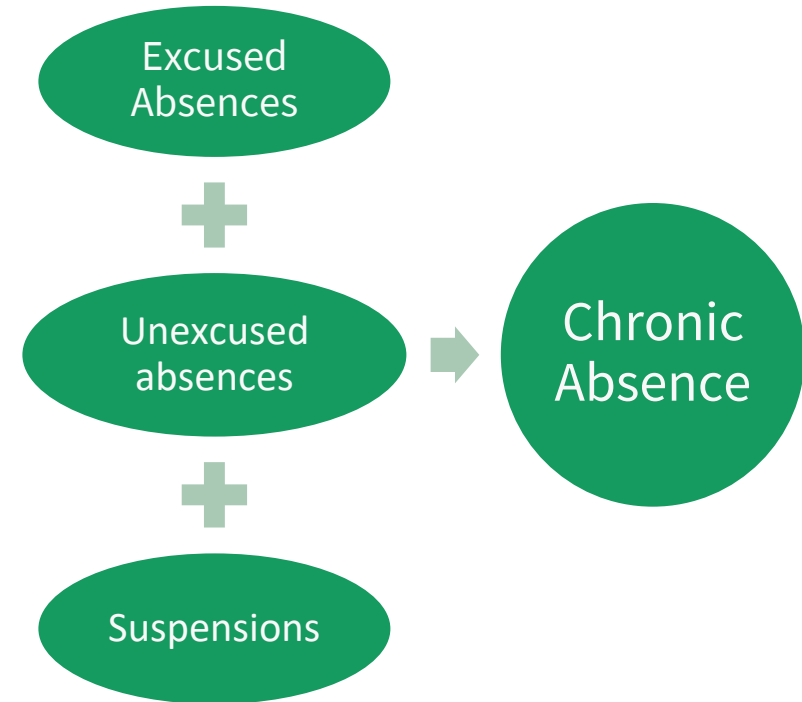 Excused
Absences
Unexcused
absences
Chronic
Absence
Suspensions